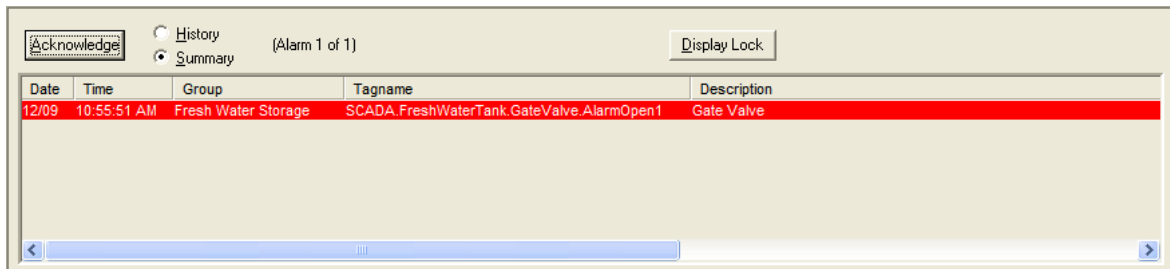 Acknowledge
History
Summary
(Alarm 1 of 1)
Display Lock
Date Time Group Tagname Description
12/09 10:55:51 AM Fresh Water Storage SCADA.FreshWaterTank.GateValve.AlarmOpen1 Gate Valve